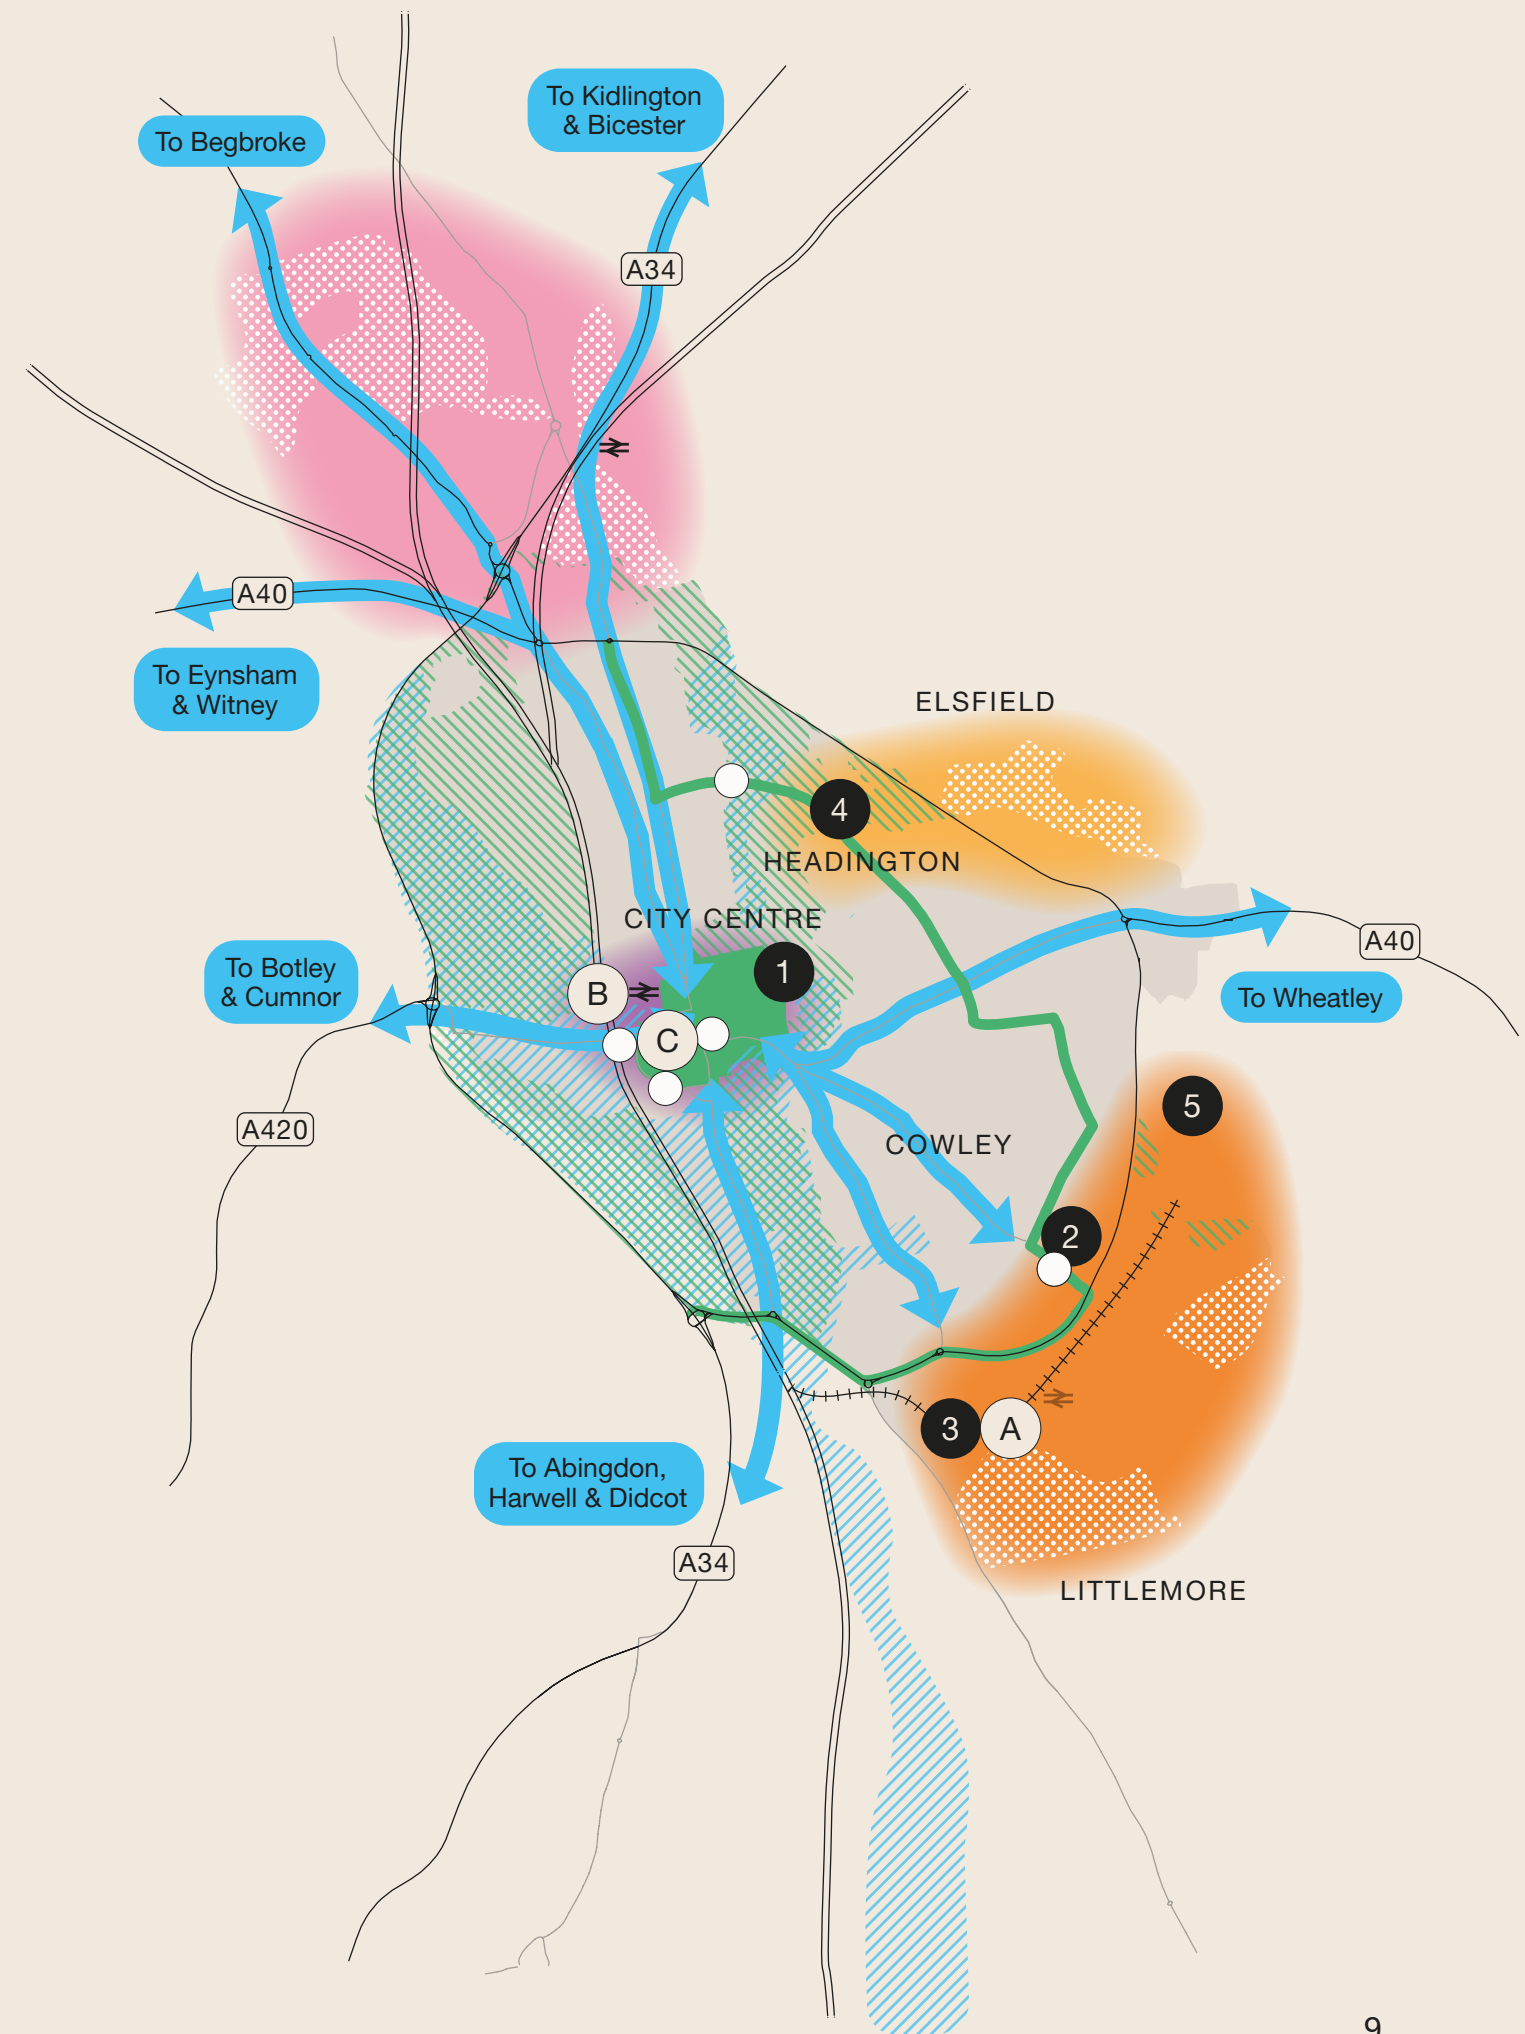 To Kidlington
& Bicester
To Begbroke
A34
A40
To Eynsham
& Witney
ELSFIELD
4
HEADINGTON
CITY CENTRE
A40
To Botley
& Cumnor
B
1
To Wheatley
C
5
A420
COWLEY
2
3
A
To Abingdon,
Harwell & Didcot
A34
LITTLEMORE
9